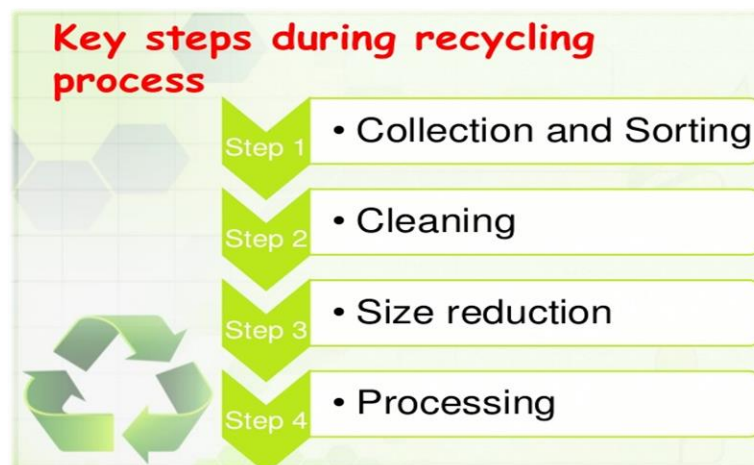 Key steps during recycling
process
Step 1
• Collection and Sorting
Step 2
• Cleaning
Step 3
• Size reduction
Step 4
• Processing